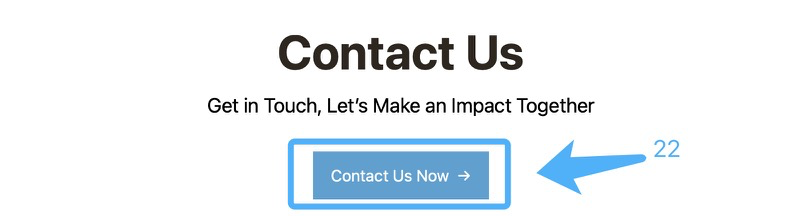 Contact Us
Get in Touch, Let’s Make an Impact Together
Contact Us Now →
22